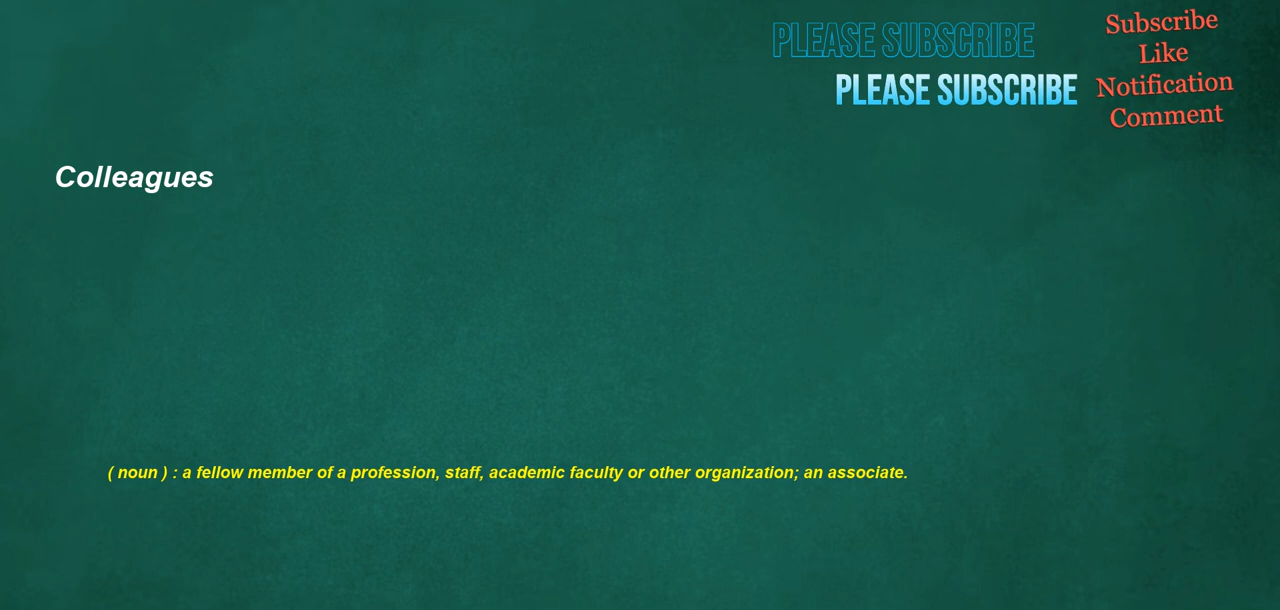 PLEASE SUBSCRIBE
PLEASE SUBSCRIBE
Subscribe
Like
Notification
Comment
Colleagues
( noun ) : a fellow member of a profession, staff, academic faculty or other organization; an associate.